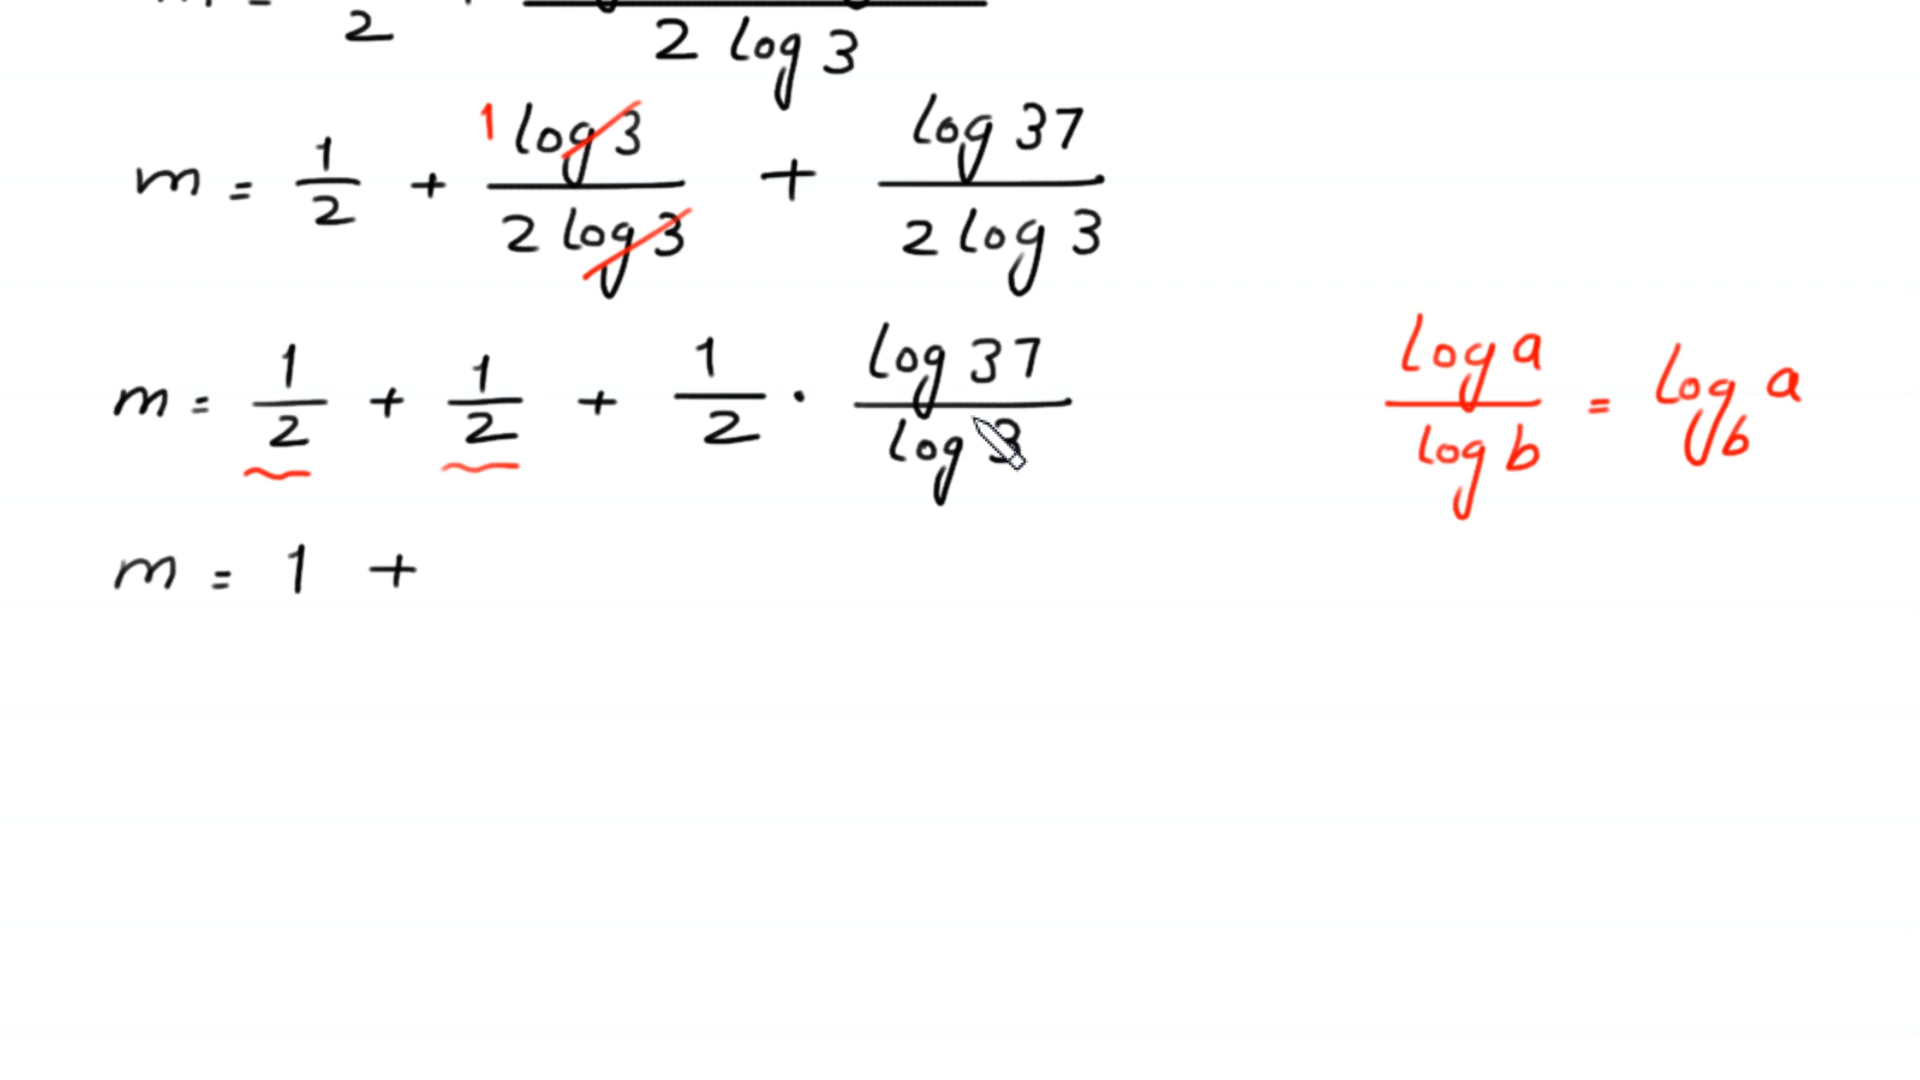 2
2 log 3
m = 1/2 + 1 log 3 / 2 log 3 + log 37 / 2 log 3
m = 1/2 + 1/2 + 1/2 · log 37 / log 3
log a / log b = log_b a
m = 1 +